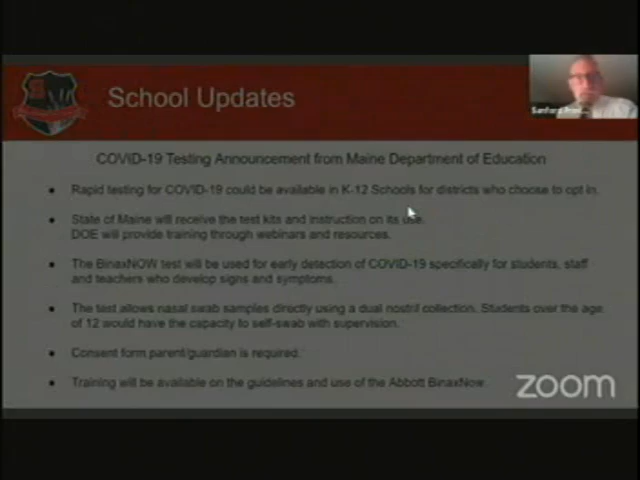 School Updates
COVID-19 Testing Announcement from Maine Department of Education
Rapid testing for COVID-19 could be available in K-12 Schools for districts who choose to opt in.
State of Maine will receive the test kits and instruction on its use.
DOE will provide training through webinars and resources.
The BinaxNOW test will be used for early detection of COVID-19 specifically for students, staff
and teachers who develop signs and symptoms.
The test allows nasal swab samples directly using a dual nostril collection. Students over the age
of 12 would have the capacity to self-swab with supervision.
Consent form parent/guardian is required.
Training will be available on the guidelines and use of the Abbott BinaxNow.
Sanford
zoom